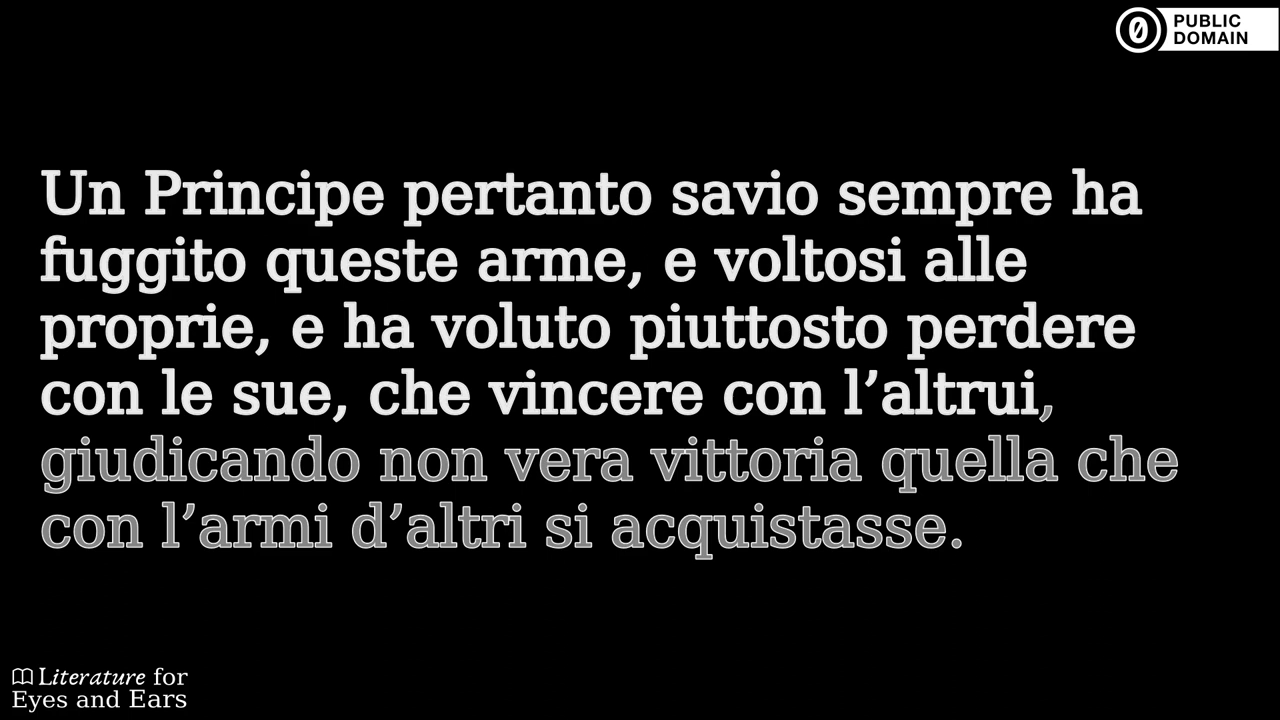 PUBLIC
DOMAIN
Un Principe pertanto savio sempre ha
fuggito queste arme, e voltosi alle
proprie, e ha voluto piuttosto perdere
con le sue, che vincere con l’altrui,
giudicando non vera vittoria quella che
con l’armi d’altri si acquistasse.
Literature for
Eyes and Ears